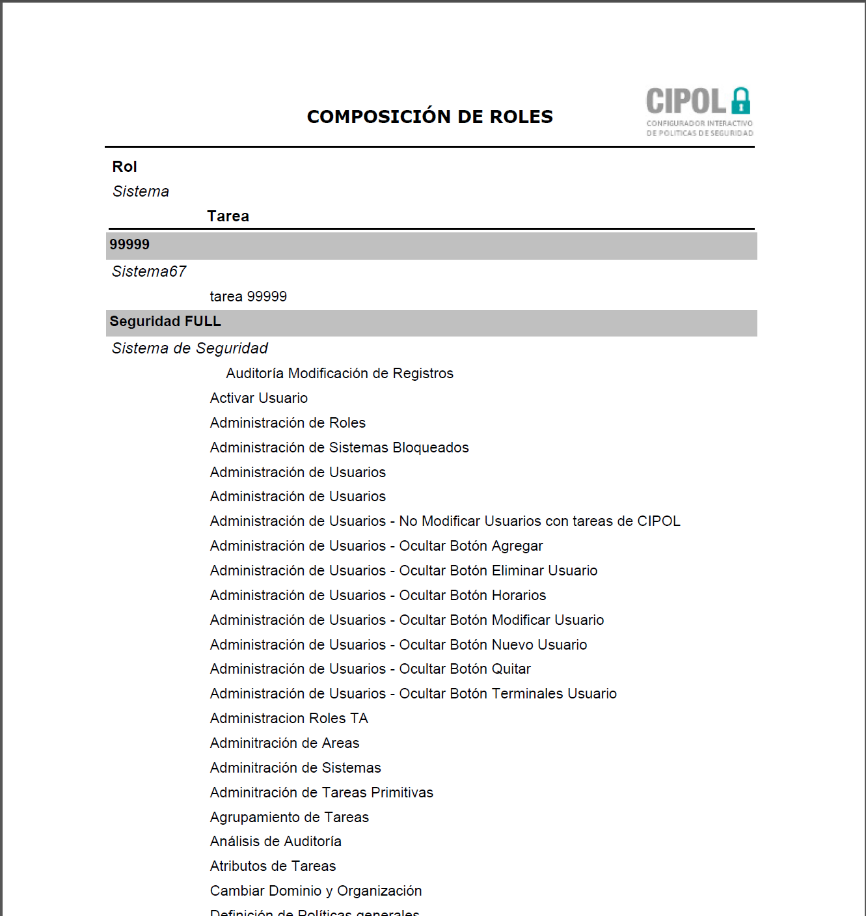 COMPOSICIÓN DE ROLES
CIPOL
CONFIGURADOR INTERACTIVO
DE POLITICAS DE SEGURIDAD
Rol
Sistema
Tarea
99999
Sistema67
tarea 99999
Seguridad FULL
Sistema de Seguridad
Auditoría Modificación de Registros
Activar Usuario
Administración de Roles
Administración de Sistemas Bloqueados
Administración de Usuarios
Administración de Usuarios
Administración de Usuarios - No Modificar Usuarios con tareas de CIPOL
Administración de Usuarios - Ocultar Botón Agregar
Administración de Usuarios - Ocultar Botón Eliminar Usuario
Administración de Usuarios - Ocultar Botón Horarios
Administración de Usuarios - Ocultar Botón Modificar Usuario
Administración de Usuarios - Ocultar Botón Nuevo Usuario
Administración de Usuarios - Ocultar Botón Quitar
Administración de Usuarios - Ocultar Botón Terminales Usuario
Administracion Roles TA
Adminitración de Areas
Adminitración de Sistemas
Adminitración de Tareas Primitivas
Agrupamiento de Tareas
Análisis de Auditoría
Atributos de Tareas
Cambiar Dominio y Organización
Definición de Políticas generales